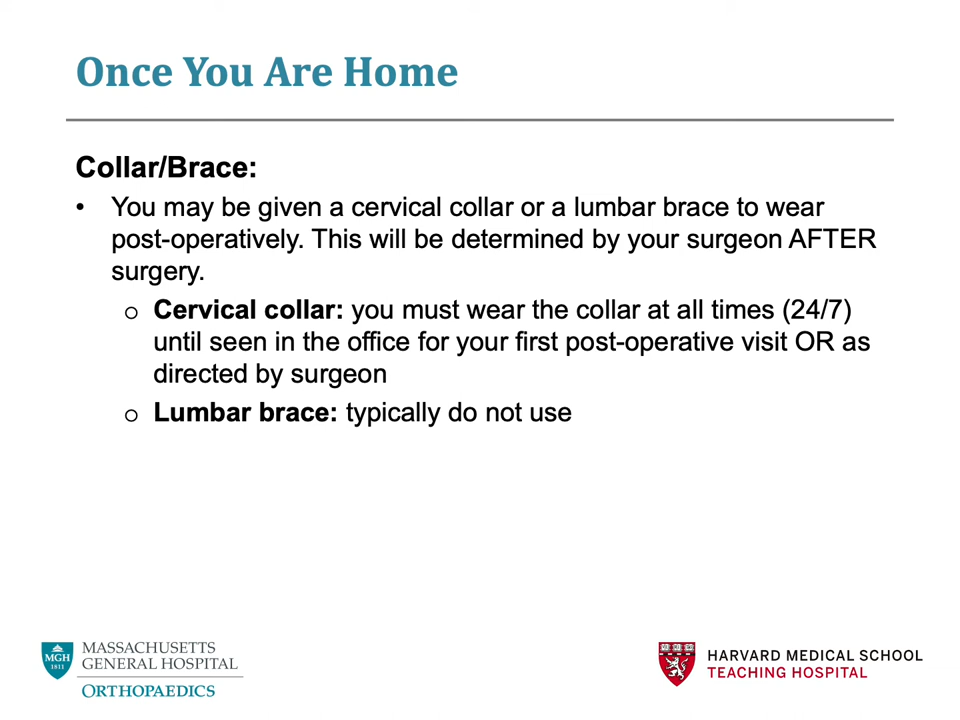 Once You Are Home
Collar/Brace:
• You may be given a cervical collar or a lumbar brace to wear
post-operatively. This will be determined by your surgeon AFTER
surgery.
o Cervical collar: you must wear the collar at all times (24/7)
until seen in the office for your first post-operative visit OR as
directed by surgeon
o Lumbar brace: typically do not use
MGH
1811
MASSACHUSETTS
GENERAL HOSPITAL
ORTHOPAEDICS
HARVARD MEDICAL SCHOOL
TEACHING HOSPITAL